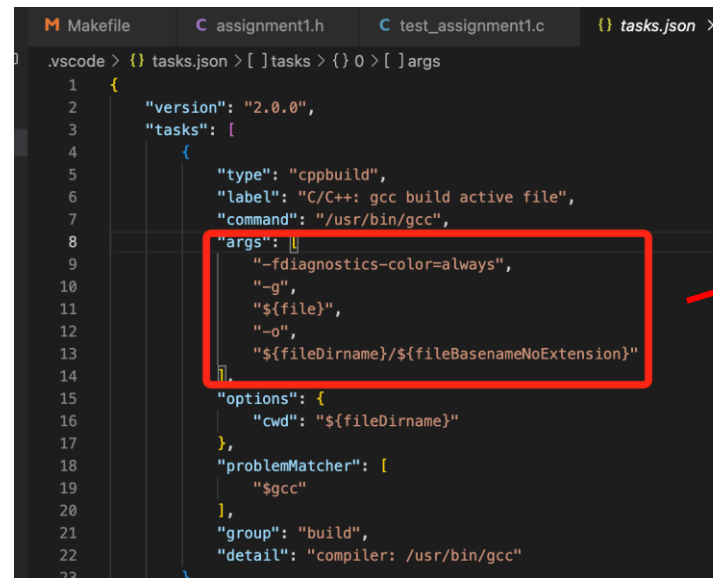 M Makefile C assignment1.h C test_assignment1.c {} tasks.json
.vscode > {} tasks.json > [ ] tasks > {} 0 > [ ] args
1 {
2 "version": "2.0.0",
3 "tasks": [
4 {
5 "type": "cppbuild",
6 "label": "C/C++: gcc build active file",
7 "command": "/usr/bin/gcc",
8 "args": [
9 "-fdiagnostics-color=always",
10 "-g",
11 "${file}",
12 "-o",
13 "${fileDirname}/${fileBasenameNoExtension}"
14 ],
15 "options": {
16 "cwd": "${fileDirname}"
17 },
18 "problemMatcher": [
19 "$gcc"
20 ],
21 "group": "build",
22 "detail": "compiler: /usr/bin/gcc"
23 }